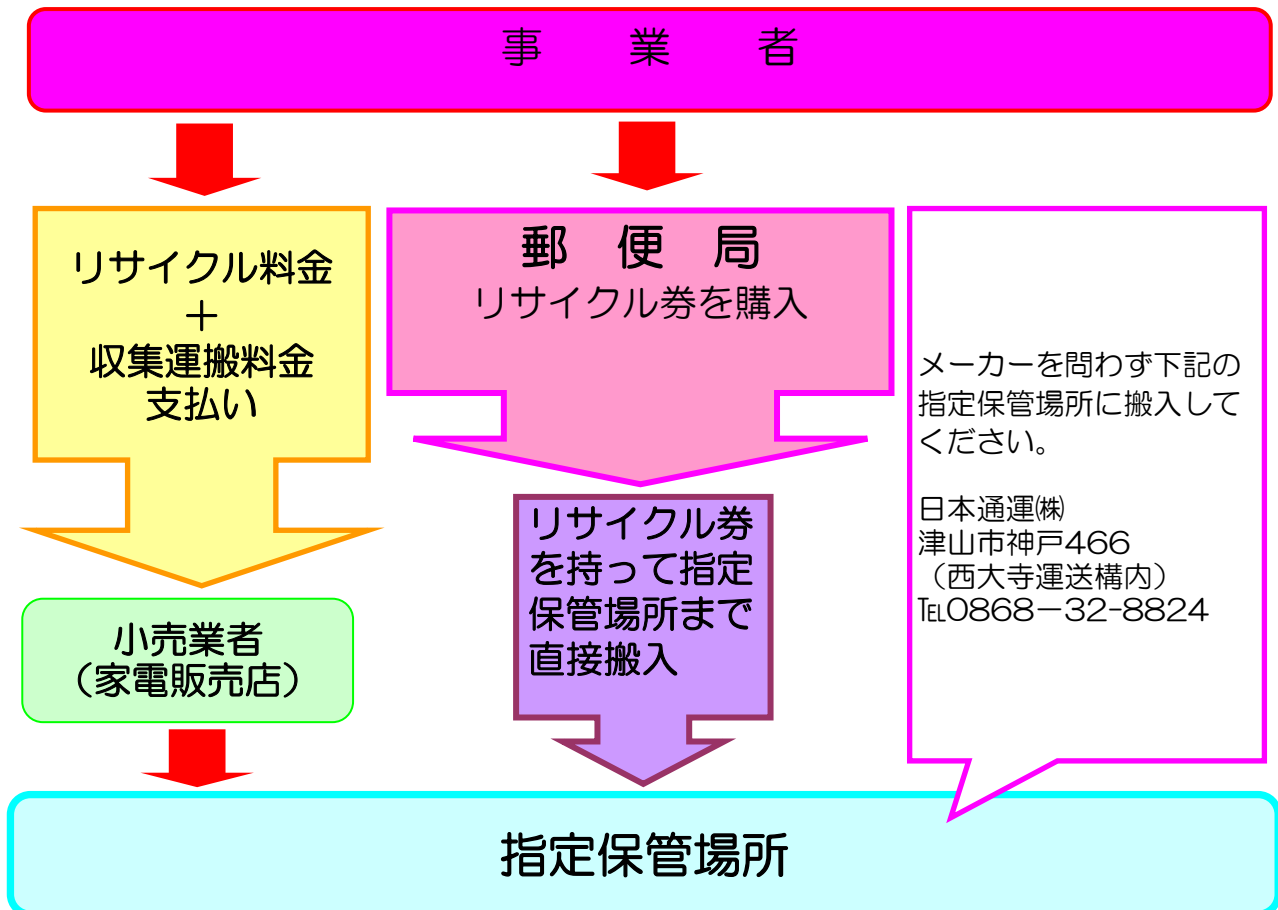 事　業　者
リサイクル料金
＋
収集運搬料金
支払い
郵　便　局
リサイクル券を購入
リサイクル券
を持って指定
保管場所まで
直接搬入
小売業者
（家電販売店）
メーカーを問わず下記の
指定保管場所に搬入して
ください。
日本通運㈱
津山市神戸466
（西大寺運送構内）
℡0868－32-8824
指定保管場所